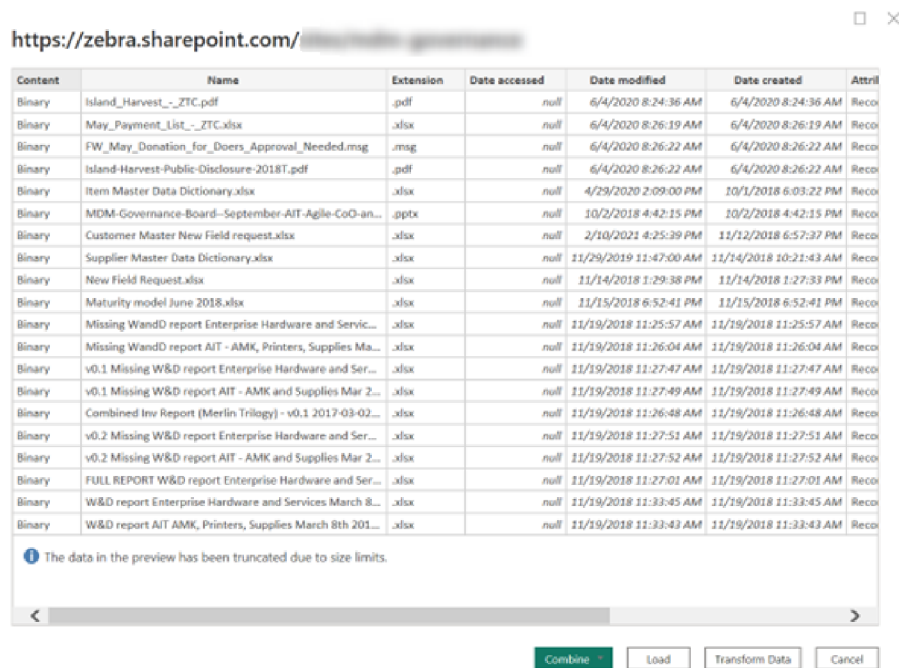 https://zebra.sharepoint.com/
Content Name Extension Date accessed Date modified Date created Attril
Binary Island_Harvest_-_ZTC.pdf .pdf null 6/4/2020 8:24:36 AM 6/4/2020 8:24:36 AM Reco
Binary May_Payment_List_-_ZTC.xlsx .xlsx null 6/4/2020 8:26:19 AM 6/4/2020 8:26:19 AM Reco
Binary FW_May_Donation_for_Doers_Approval_Needed.msg .msg null 6/4/2020 8:26:22 AM 6/4/2020 8:26:22 AM Reco
Binary Island-Harvest-Public-Disclosure-2018T.pdf .pdf null 6/4/2020 8:26:22 AM 6/4/2020 8:26:22 AM Reco
Binary Item Master Data Dictionary.xlsx .xlsx null 4/29/2020 2:09:00 PM 10/1/2018 6:03:22 PM Reco
Binary MDM-Governance-Board--September-AIT-Agile-CoO-an... .pptx null 10/2/2018 4:42:15 PM 10/2/2018 4:42:15 PM Reco
Binary Customer Master New Field request.xlsx .xlsx null 2/10/2021 4:25:39 PM 11/12/2018 6:57:37 PM Reco
Binary Supplier Master Data Dictionary.xlsx .xlsx null 11/29/2019 11:47:00 AM 11/14/2018 10:21:43 AM Reco
Binary New Field Request.xlsx .xlsx null 11/14/2018 1:29:38 PM 11/14/2018 1:27:33 PM Reco
Binary Maturity model June 2018.xlsx .xlsx null 11/15/2018 6:52:41 PM 11/15/2018 6:52:41 PM Reco
Binary Missing WandD report Enterprise Hardware and Servic... .xlsx null 11/19/2018 11:25:57 AM 11/19/2018 11:25:57 AM Reco
Binary Missing WandD report AIT - AMK, Printers, Supplies Ma... .xlsx null 11/19/2018 11:26:04 AM 11/19/2018 11:26:04 AM Reco
Binary v0.1 Missing W&D report Enterprise Hardware and Ser... .xlsx null 11/19/2018 11:27:47 AM 11/19/2018 11:27:47 AM Reco
Binary v0.1 Missing W&D report AIT - AMK and Supplies Mar 2... .xlsx null 11/19/2018 11:27:49 AM 11/19/2018 11:27:49 AM Reco
Binary Combined Inv Report (Merlin Trilogy) - v0.1 2017-03-02... .xlsx null 11/19/2018 11:26:48 AM 11/19/2018 11:26:48 AM Reco
Binary v0.2 Missing W&D report Enterprise Hardware and Ser... .xlsx null 11/19/2018 11:27:51 AM 11/19/2018 11:27:51 AM Reco
Binary v0.2 Missing W&D report AIT - AMK and Supplies Mar 2... .xlsx null 11/19/2018 11:27:52 AM 11/19/2018 11:27:52 AM Reco
Binary FULL REPORT W&D report Enterprise Hardware and Ser... .xlsx null 11/19/2018 11:27:01 AM 11/19/2018 11:27:01 AM Reco
Binary W&D report Enterprise Hardware and Services March 8... .xlsx null 11/19/2018 11:33:45 AM 11/19/2018 11:33:45 AM Reco
Binary W&D report AIT AMK, Printers, Supplies March 8th 201... .xlsx null 11/19/2018 11:33:43 AM 11/19/2018 11:33:43 AM Reco
The data in the preview has been truncated due to size limits.
Combine Load Transform Data Cancel